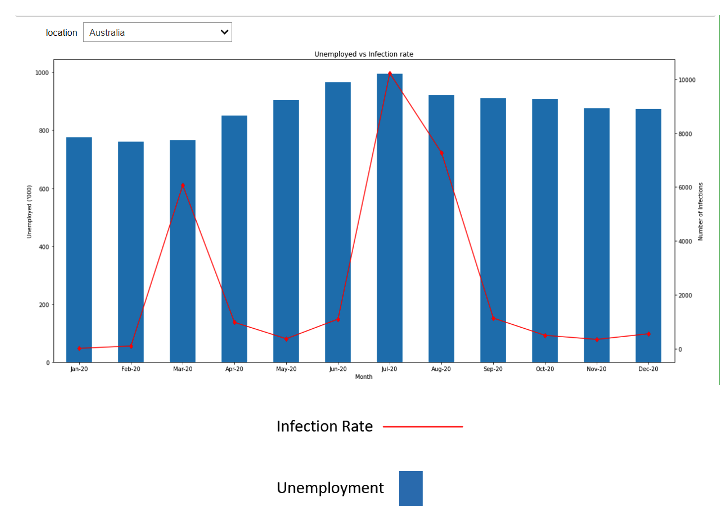 location Australia
Unemployed vs Infection rate
1000
800
600
400
200
0
Unemployed ('000)
10000
8000
6000
4000
2000
0
Number of Infections
Jan-20 Feb-20 Mar-20 Apr-20 May-20 Jun-20 Jul-20 Aug-20 Sep-20 Oct-20 Nov-20 Dec-20
Month
Infection Rate
Unemployment